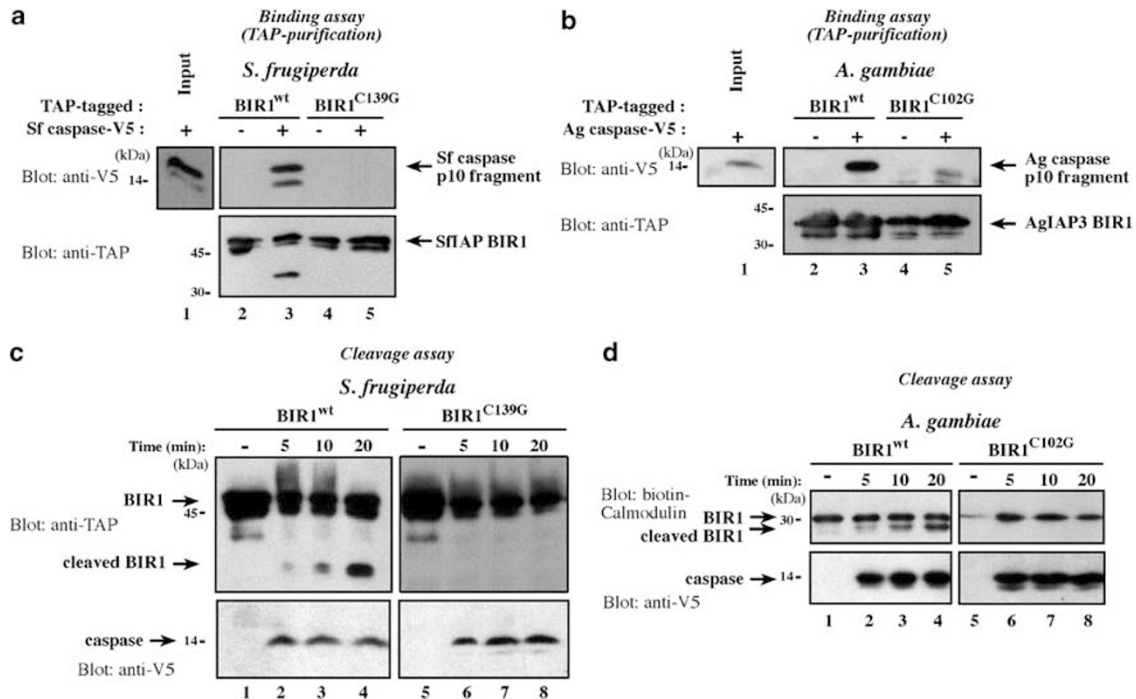 a
Binding assay
(TAP-purification)
S. frugiperda
Input
TAP-tagged :
BIR1wt
BIR1C139G
Sf caspase-V5 :
+ - + - +
(kDa)
Blot: anti-V5
14-
Sf caspase
p10 fragment
Blot: anti-TAP
45-
30-
SfIAP BIR1
1 2 3 4 5
b
Binding assay
(TAP-purification)
A. gambiae
Input
TAP-tagged :
BIR1wt
BIR1C102G
Ag caspase-V5 :
+ - + - +
(kDa)
Blot: anti-V5
14-
Ag caspase
p10 fragment
Blot: anti-TAP
45-
30-
AgIAP3 BIR1
1 2 3 4 5
c
Cleavage assay
S. frugiperda
BIR1wt
BIR1C139G
Time (min): - 5 10 20 - 5 10 20
(kDa)
BIR1
45-
Blot: anti-TAP
cleaved BIR1
caspase
14-
Blot: anti-V5
1 2 3 4 5 6 7 8
d
Cleavage assay
A. gambiae
BIR1wt
BIR1C102G
Time (min): - 5 10 20 - 5 10 20
(kDa)
Blot: biotin-
Calmodulin
BIR1
30-
cleaved BIR1
caspase
14-
Blot: anti-V5
1 2 3 4 5 6 7 8